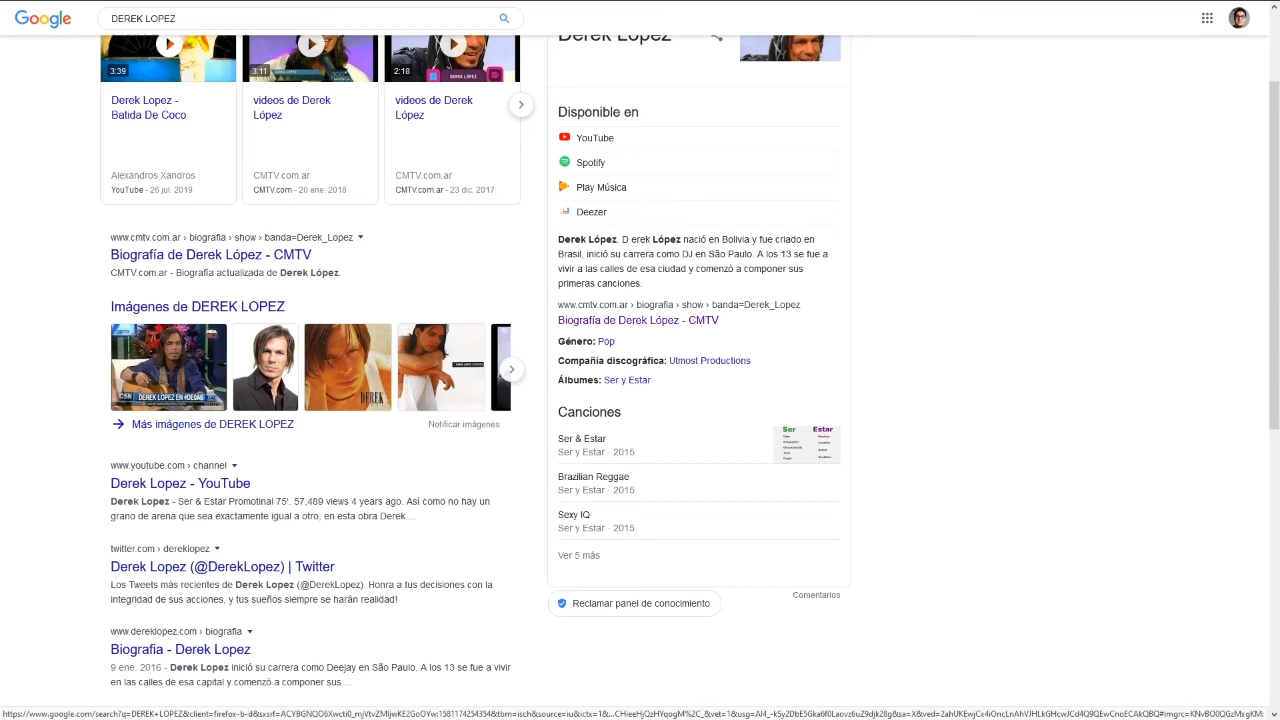 Google
DEREK LOPEZ
Derek Lopez
3:39
3:11
2:18
DEREK LÓPEZ
Derek Lopez -
Batida De Coco
videos de Derek
López
videos de Derek
López
Alexandros Xandros
YouTube - 26 jul. 2019
CMTV.com.ar
CMTV.com - 20 ene. 2018
CMTV.com.ar
CMTV.com.ar - 23 dic. 2017
www.cmtv.com.ar › biografia › show › banda=Derek_Lopez
Biografía de Derek López - CMTV
CMTV.com.ar - Biografía actualizada de Derek López.
Imágenes de DEREK LOPEZ
C5N
DEREK LOPEZ EN
DEREK
Más imágenes de DEREK LOPEZ
Notificar imágenes
www.youtube.com › channel
Derek Lopez - YouTube
Derek Lopez - Ser & Estar Promotinal 75'. 57,489 views 4 years ago. Así como no hay un
grano de arena que sea exactamente igual a otro, en esta obra Derek ...
twitter.com › dereklopez
Derek Lopez (@DerekLopez) | Twitter
Los Tweets más recientes de Derek Lopez (@DerekLopez). Honra a tus decisiones con la
integridad de sus acciones, y tus sueños siempre se harán realidad!
www.dereklopez.com › biografia
Biografia - Derek Lopez
9 ene. 2016 - Derek Lopez inició su carrera como Deejay en São Paulo. A los 13 se fue a vivir
en las calles de esa capital y comenzó a componer sus ...
Disponible en
YouTube
Spotify
Play Música
Deezer
Derek López. D erek López nació en Bolivia y fue criado en
Brasil, inició su carrera como DJ en São Paulo. A los 13 se fue a
vivir a las calles de esa ciudad y comenzó a componer sus
primeras canciones.
www.cmtv.com.ar › biografia › show › banda=Derek_Lopez
Biografía de Derek López - CMTV
Género: Pop
Compañía discográfica: Utmost Productions
Álbumes: Ser y Estar
Canciones
Ser & Estar
Ser y Estar · 2015
Ser Estar
Brazilian Reggae
Ser y Estar · 2015
Sexy IQ
Ser y Estar · 2015
Ver 5 más
Comentarios
Reclamar panel de conocimiento